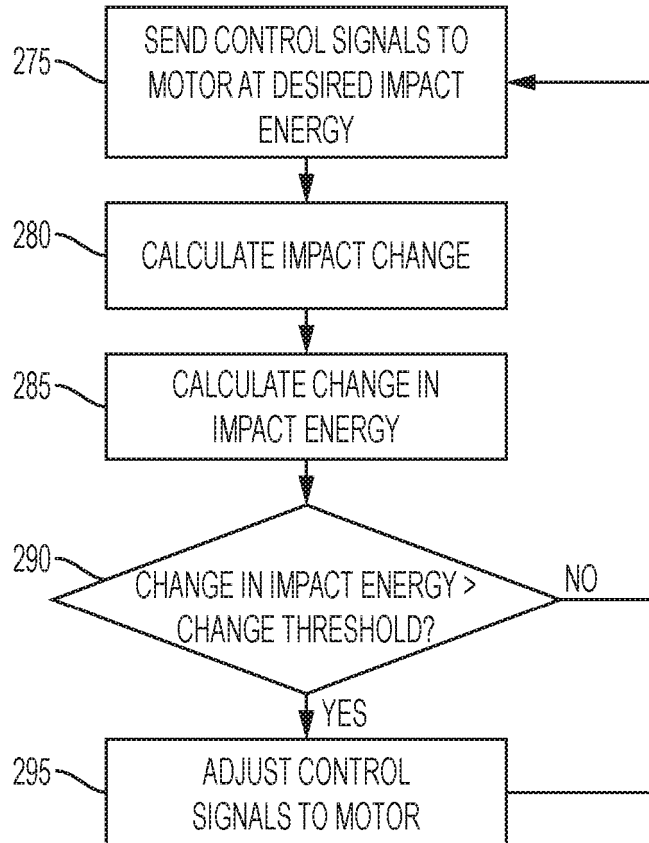 275
SEND CONTROL SIGNALS TO
MOTOR AT DESIRED IMPACT
ENERGY
280
CALCULATE IMPACT CHANGE
285
CALCULATE CHANGE IN
IMPACT ENERGY
290
CHANGE IN IMPACT ENERGY >
CHANGE THRESHOLD?
NO
YES
295
ADJUST CONTROL
SIGNALS TO MOTOR